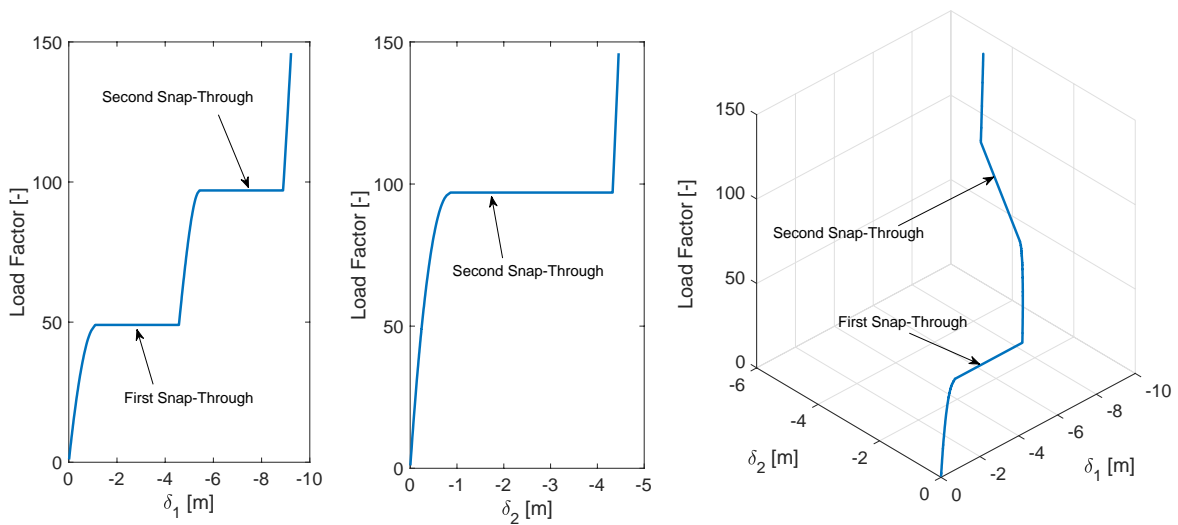 150
100
50
0
Load Factor [-]
Second Snap-Through
First Snap-Through
0 -2 -4 -6 -8 -10
δ1 [m]
150
100
50
0
Load Factor [-]
Second Snap-Through
0 -1 -2 -3 -4 -5
δ2 [m]
150
100
50
0
Load Factor [-]
Second Snap-Through
First Snap-Through
-6
-4
-2
0
δ2 [m]
0
-2
-4
-6
-8
-10
δ1 [m]